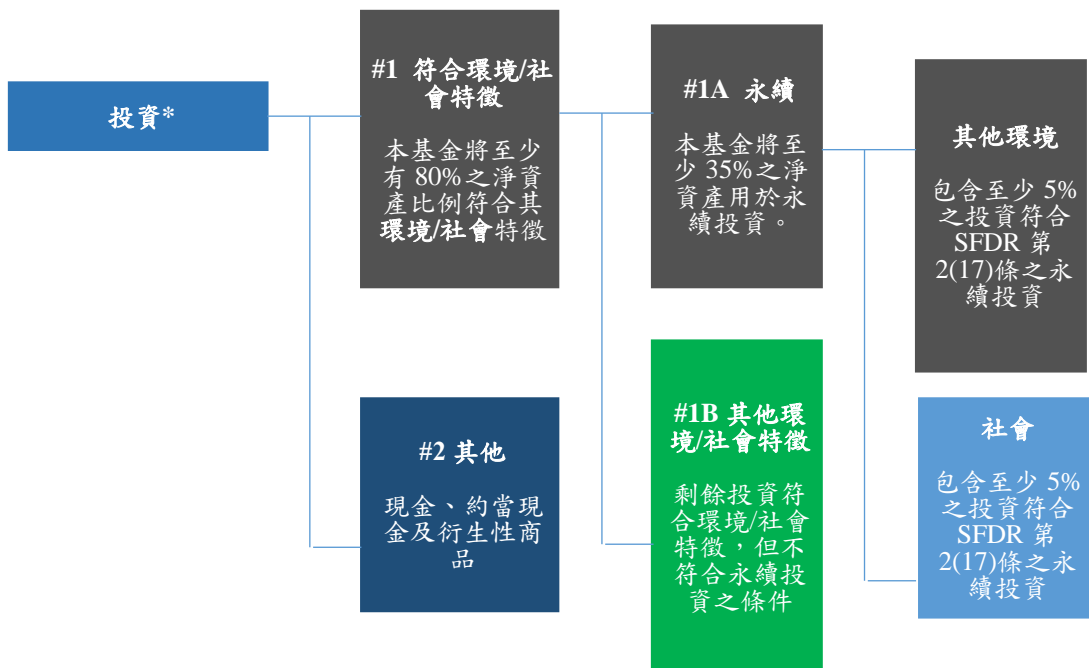 投資*
#1 符合環境/社
會特徵
本基金將至少
有 80%之淨資
產比例符合其
環境/社會特徵
#2 其他
現金、約當現
金及衍生性商
品
#1A 永續
本基金將至
少 35%之淨
資產用於永
續投資。
#1B 其他環
境/社會特徵
剩餘投資符
合環境/社會
特徵,但不
符合永續投
資之條件
其他環境
包含至少 5%
之投資符合
SFDR 第
2(17)條之永
續投資
社會
包含至少 5%
之投資符合
SFDR 第
2(17)條之永
續投資